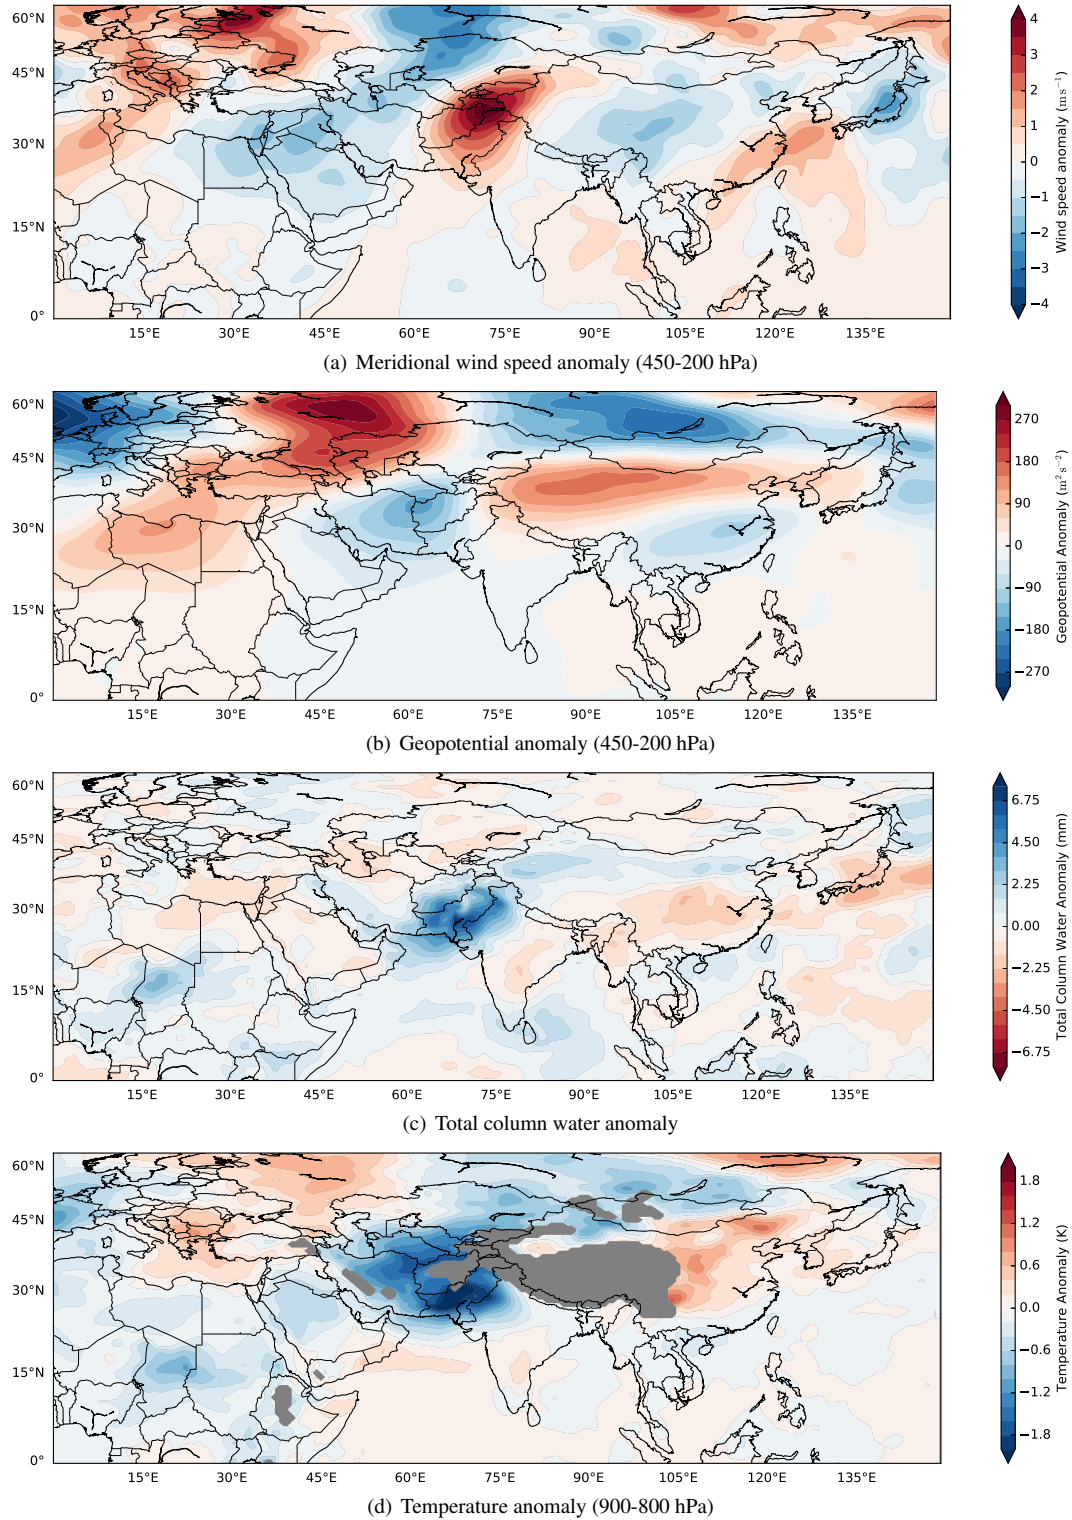 60°N
45°N
30°N
15°N
0°
15°E 30°E 45°E 60°E 75°E 90°E 105°E 120°E 135°E
4
3
2
1
0
−1
−2
−3
−4
Wind speed anomaly (m s⁻¹)
(a) Meridional wind speed anomaly (450-200 hPa)
60°N
45°N
30°N
15°N
0°
15°E 30°E 45°E 60°E 75°E 90°E 105°E 120°E 135°E
270
180
90
0
−90
−180
−270
Geopotential Anomaly (m² s⁻²)
(b) Geopotential anomaly (450-200 hPa)
60°N
45°N
30°N
15°N
0°
15°E 30°E 45°E 60°E 75°E 90°E 105°E 120°E 135°E
6.75
4.50
2.25
0.00
−2.25
−4.50
−6.75
Total Column Water Anomaly (mm)
(c) Total column water anomaly
60°N
45°N
30°N
15°N
0°
15°E 30°E 45°E 60°E 75°E 90°E 105°E 120°E 135°E
1.8
1.2
0.6
0.0
−0.6
−1.2
−1.8
Temperature Anomaly (K)
(d) Temperature anomaly (900-800 hPa)